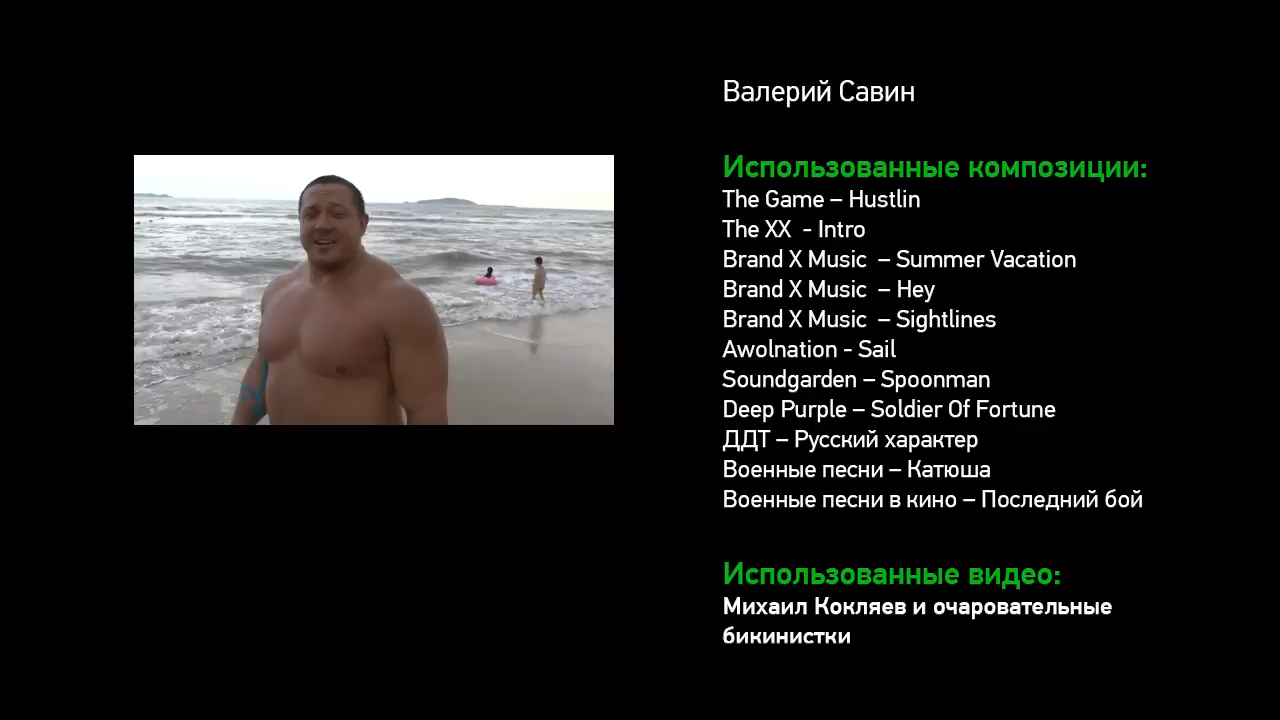 Валерий Савин
Использованные композиции:
The Game – Hustlin
The XX  - Intro
Brand X Music  – Summer Vacation
Brand X Music  – Hey
Brand X Music  – Sightlines
Awolnation - Sail
Soundgarden – Spoonman
Deep Purple – Soldier Of Fortune
ДДТ – Русский характер
Военные песни – Катюша
Военные песни в кино – Последний бой
Использованные видео:
Михаил Кокляев и очаровательные
бикинистки